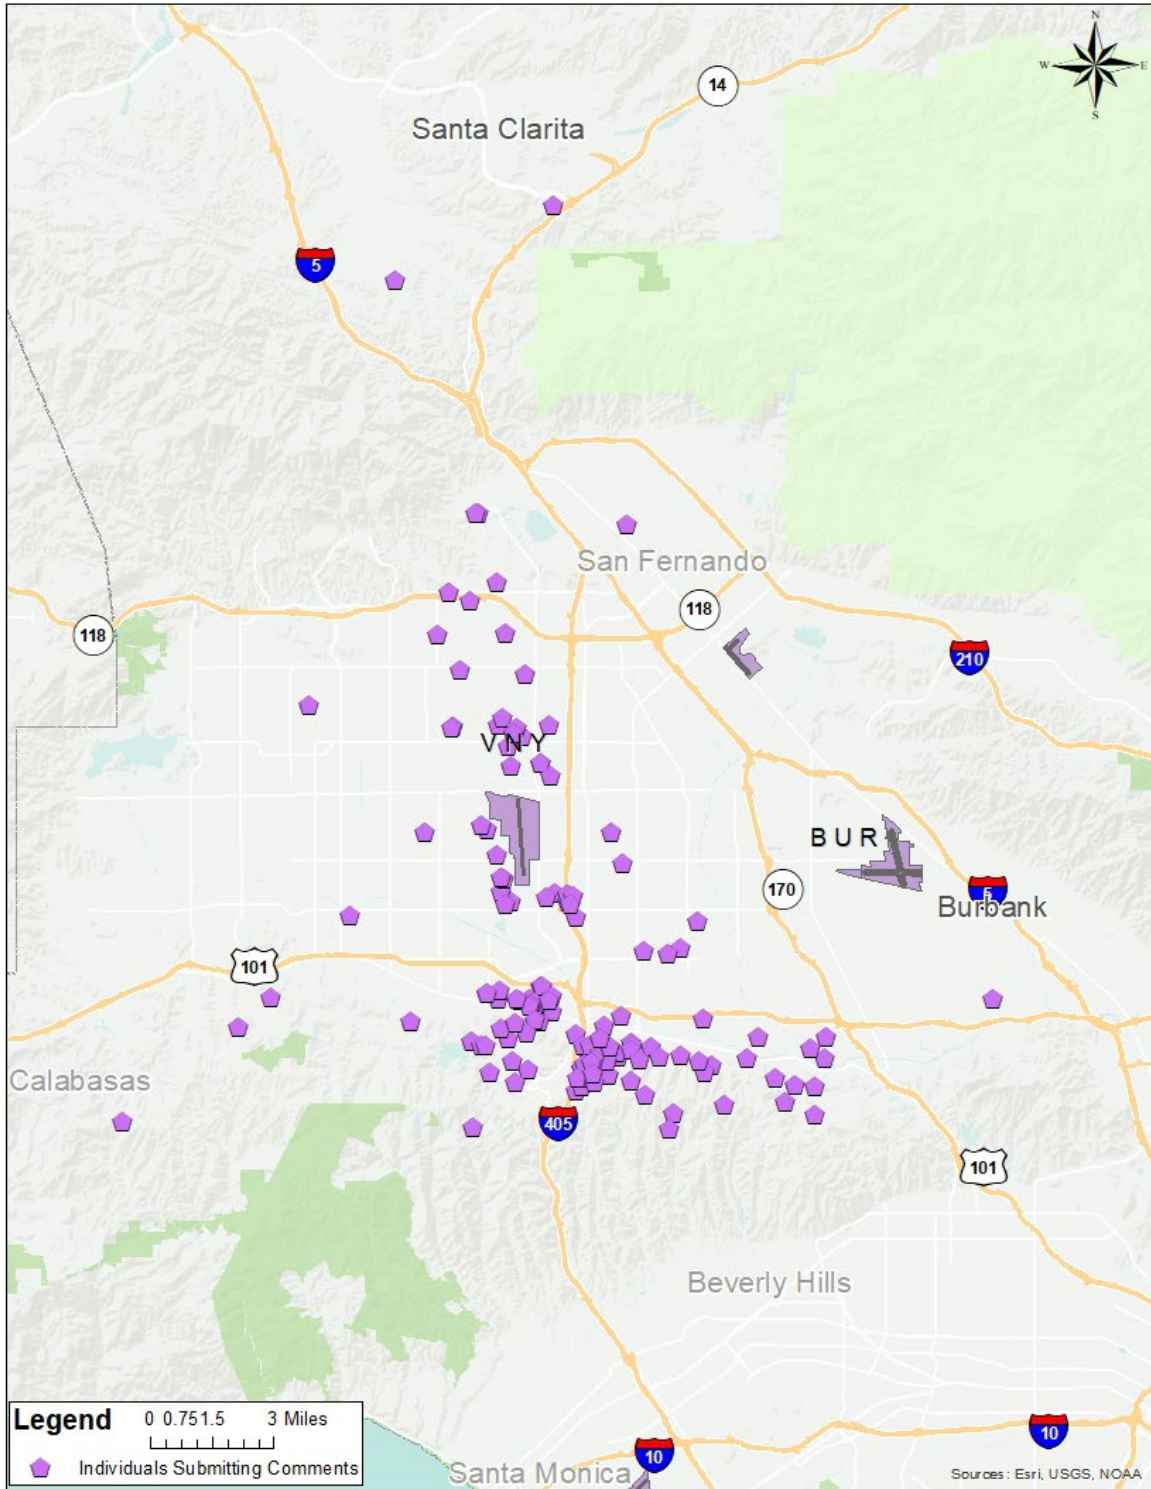 N
W E
S
14
Santa Clarita
5
San Fernando
118
118
210
VNY
BUR
170
5
Burbank
101
Calabasas
405
101
Beverly Hills
Legend
0 0.75 1.5 3 Miles
Individuals Submitting Comments
10
10
Santa Monica
Sources: Esri, USGS, NOAA